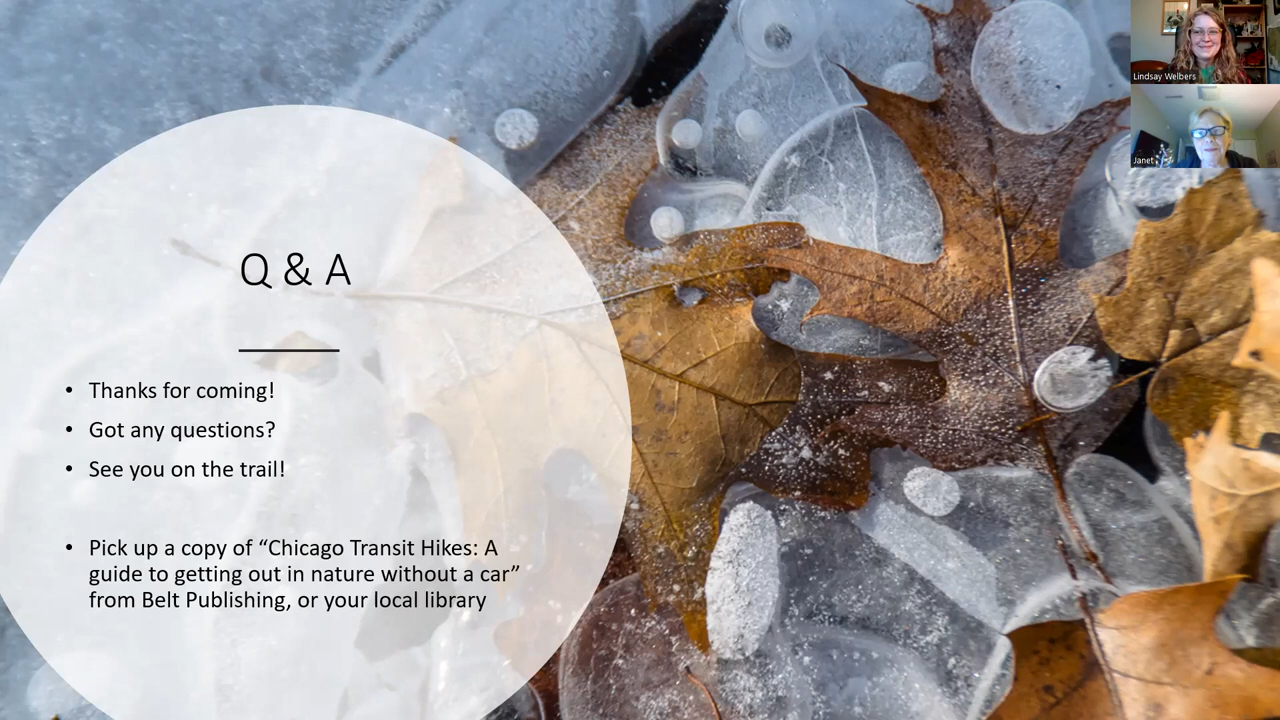 Lindsay Welbers
Janet
Q & A
• Thanks for coming!
• Got any questions?
• See you on the trail!
• Pick up a copy of “Chicago Transit Hikes: A
guide to getting out in nature without a car”
from Belt Publishing, or your local library